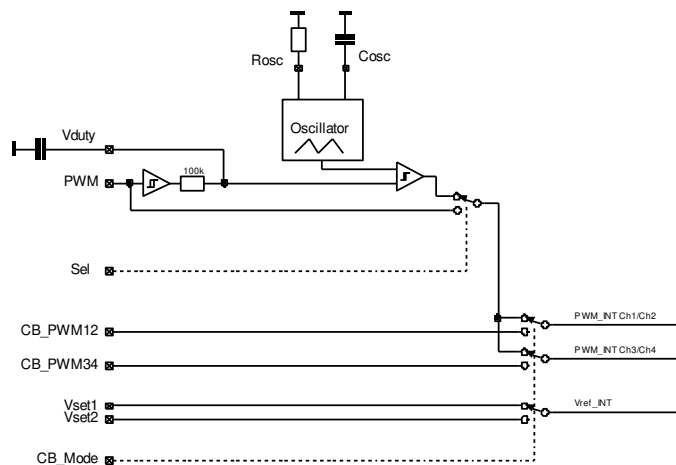 Rosc
Cosc
Oscillator
Vduty
100k
PWM
Sel
PWM_INT Ch1/Ch2
CB_PWM12
PWM_INT Ch3/Ch4
CB_PWM34
Vset1
Vref_INT
Vset2
CB_Mode